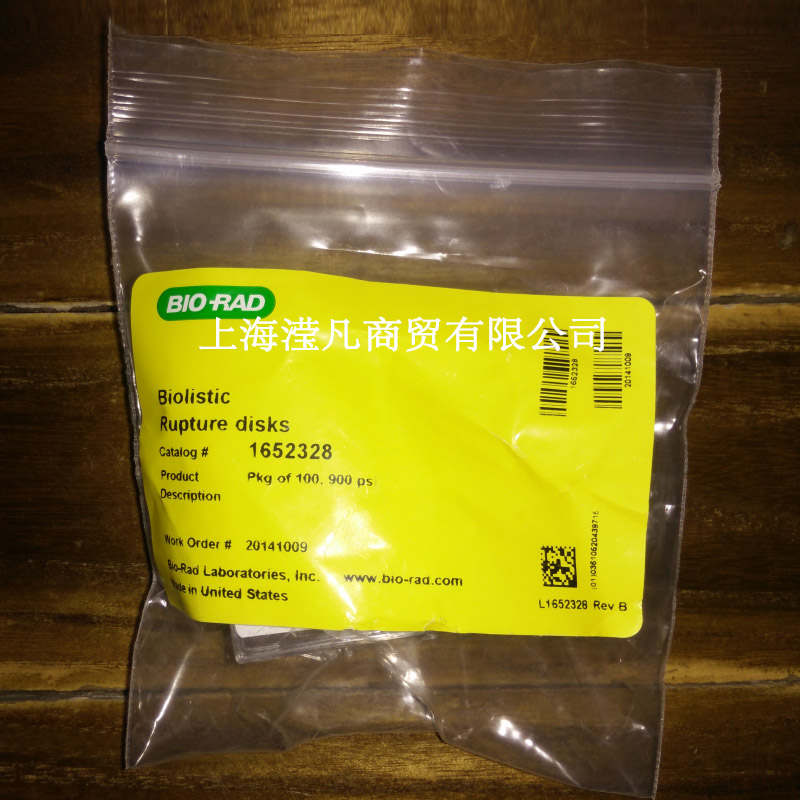 BIO-RAD
上海滢凡商贸有限公司
Biolistic
Rupture disks
Catalog # 1652328
Product Description Pkg of 100, 900 ps
Work Order # 20141009
Bio-Rad Laboratories, Inc. www.bio-rad.com
Made in United States
1652328
20141009
(01)03610520439715
L1652328 Rev B